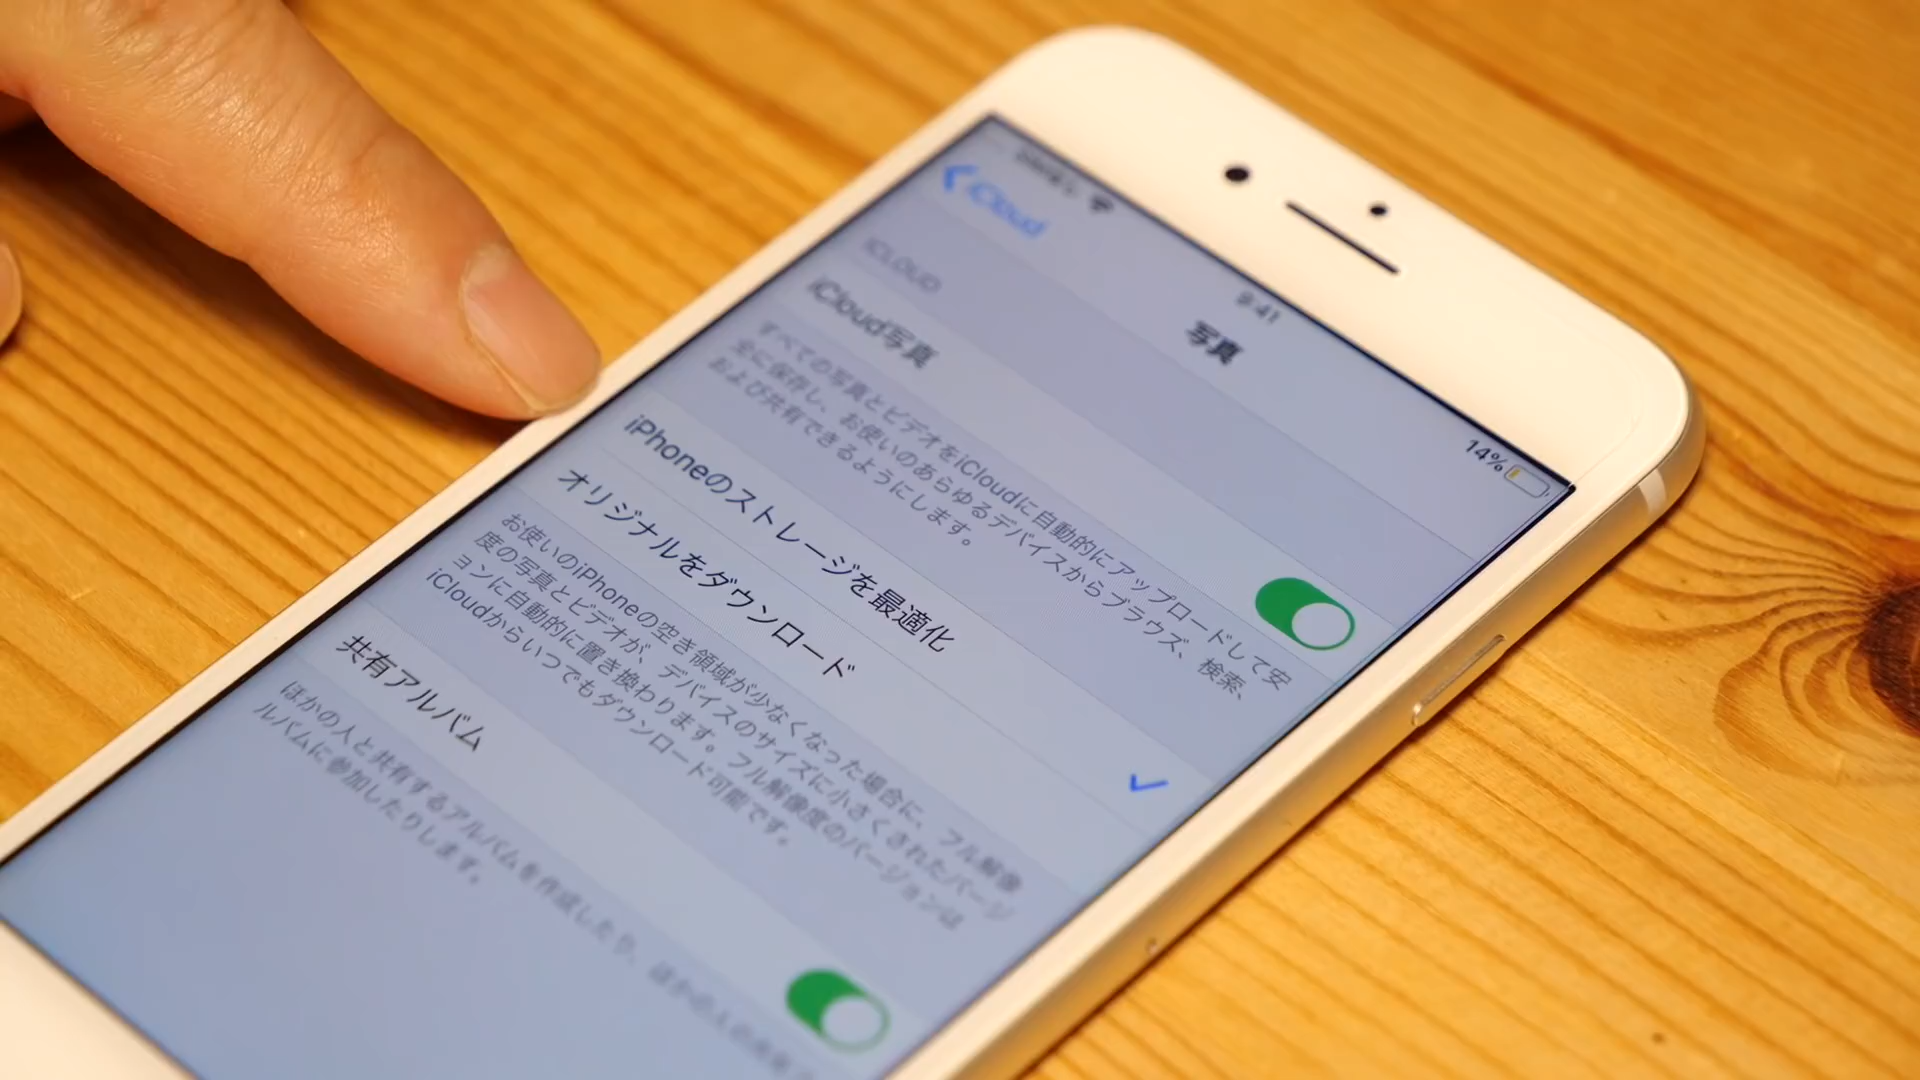 9:41
14%
iCloud
写真
ICLOUD
iCloud写真
すべての写真とビデオをiCloudに自動的にアップロードして安
全に保存し、お使いのあらゆるデバイスからブラウズ、検索、
および共有できるようにします。
iPhoneのストレージを最適化
オリジナルをダウンロード
お使いのiPhoneの空き領域が少なくなった場合に、フル解像
度の写真とビデオが、デバイスのサイズに小さくされたバージ
ョンに自動的に置き換わります。フル解像度のバージョンは
iCloudからいつでもダウンロード可能です。
共有アルバム
ほかの人と共有するアルバムを作成したり、ほかの人の共有ア
ルバムに参加したりします。